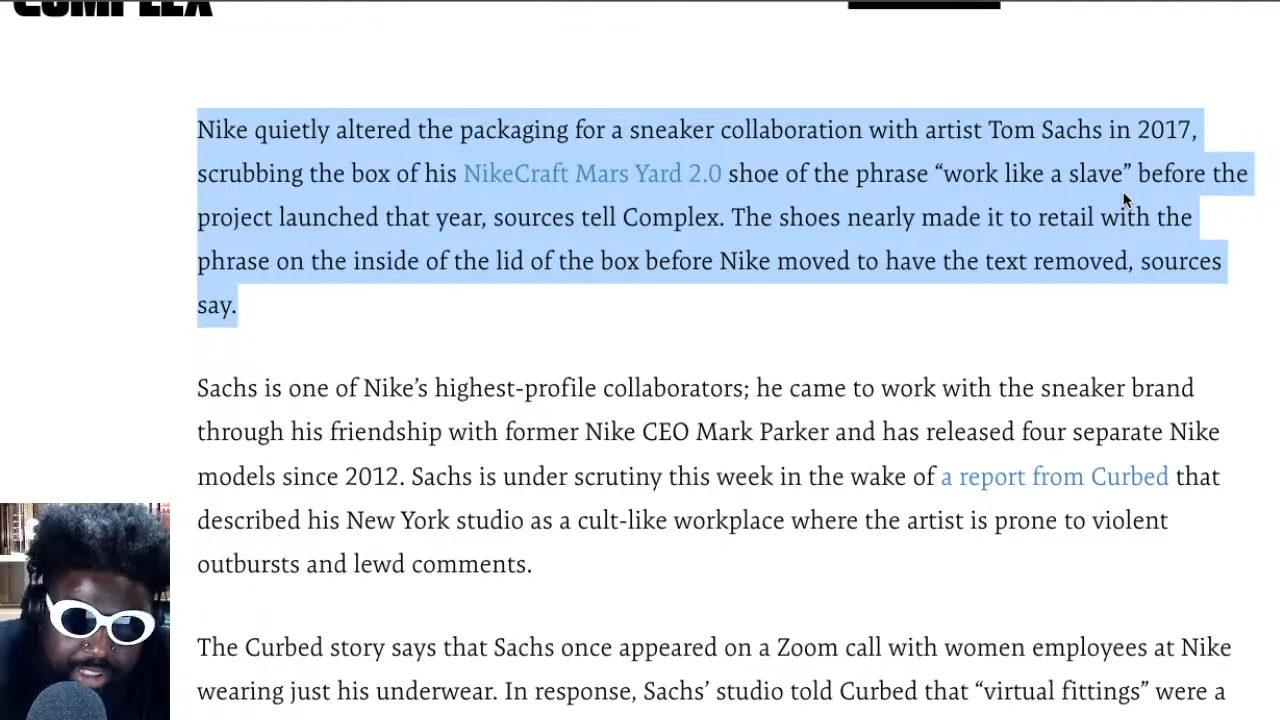 COMPLEX
Nike quietly altered the packaging for a sneaker collaboration with artist Tom Sachs in 2017,
scrubbing the box of his NikeCraft Mars Yard 2.0 shoe of the phrase “work like a slave” before the
project launched that year, sources tell Complex. The shoes nearly made it to retail with the
phrase on the inside of the lid of the box before Nike moved to have the text removed, sources
say.
Sachs is one of Nike’s highest-profile collaborators; he came to work with the sneaker brand
through his friendship with former Nike CEO Mark Parker and has released four separate Nike
models since 2012. Sachs is under scrutiny this week in the wake of a report from Curbed that
described his New York studio as a cult-like workplace where the artist is prone to violent
outbursts and lewd comments.
The Curbed story says that Sachs once appeared on a Zoom call with women employees at Nike
wearing just his underwear. In response, Sachs’ studio told Curbed that “virtual fittings” were a